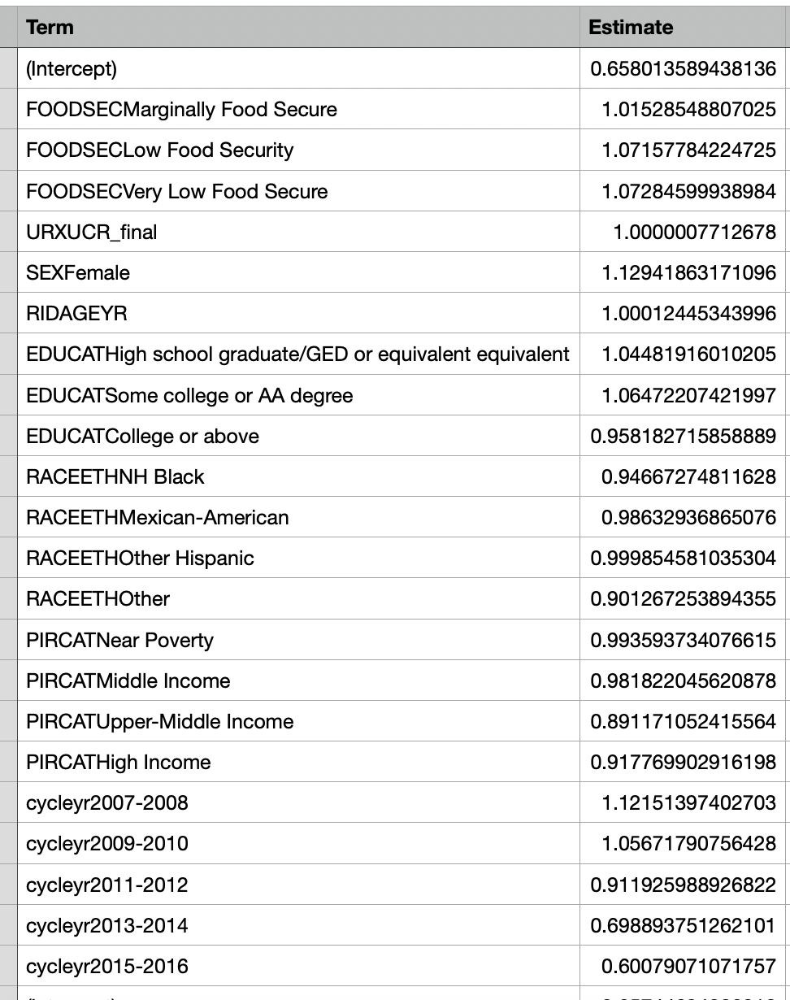 Term Estimate
(Intercept) 0.658013589438136
FOODSECMarginally Food Secure 1.01528548807025
FOODSECLow Food Security 1.07157784224725
FOODSECVery Low Food Secure 1.07284599938984
URXUCR_final 1.0000007712678
SEXFemale 1.12941863171096
RIDAGEYR 1.00012445343996
EDUCATHigh school graduate/GED or equivalent equivalent 1.04481916010205
EDUCATSome college or AA degree 1.06472207421997
EDUCATCollege or above 0.958182715858889
RACEETHNH Black 0.94667274811628
RACEETHMexican-American 0.98632936865076
RACEETHOther Hispanic 0.999854581035304
RACEETHOther 0.901267253894355
PIRCATNear Poverty 0.993593734076615
PIRCATMiddle Income 0.981822045620878
PIRCATUpper-Middle Income 0.891171052415564
PIRCATHigh Income 0.917769902916198
cycleyr2007-2008 1.12151397402703
cycleyr2009-2010 1.05671790756428
cycleyr2011-2012 0.911925988926822
cycleyr2013-2014 0.698893751262101
cycleyr2015-2016 0.60079071071757